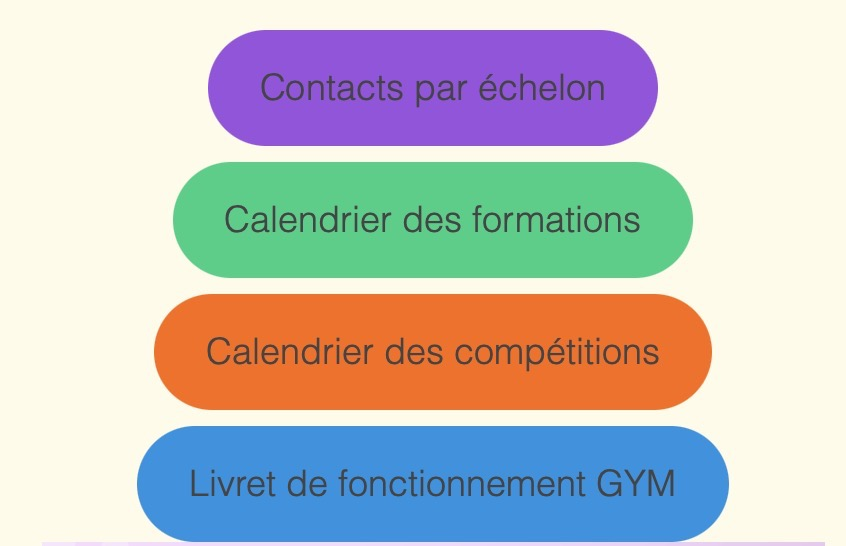 Contacts par échelon
Calendrier des formations
Calendrier des compétitions
Livret de fonctionnement GYM